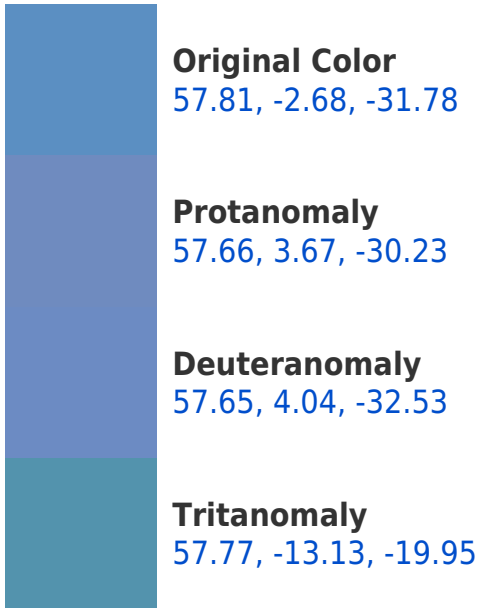 Original Color
57.81, -2.68, -31.78
Protanomaly
57.66, 3.67, -30.23
Deuteranomaly
57.65, 4.04, -32.53
Tritanomaly
57.77, -13.13, -19.95